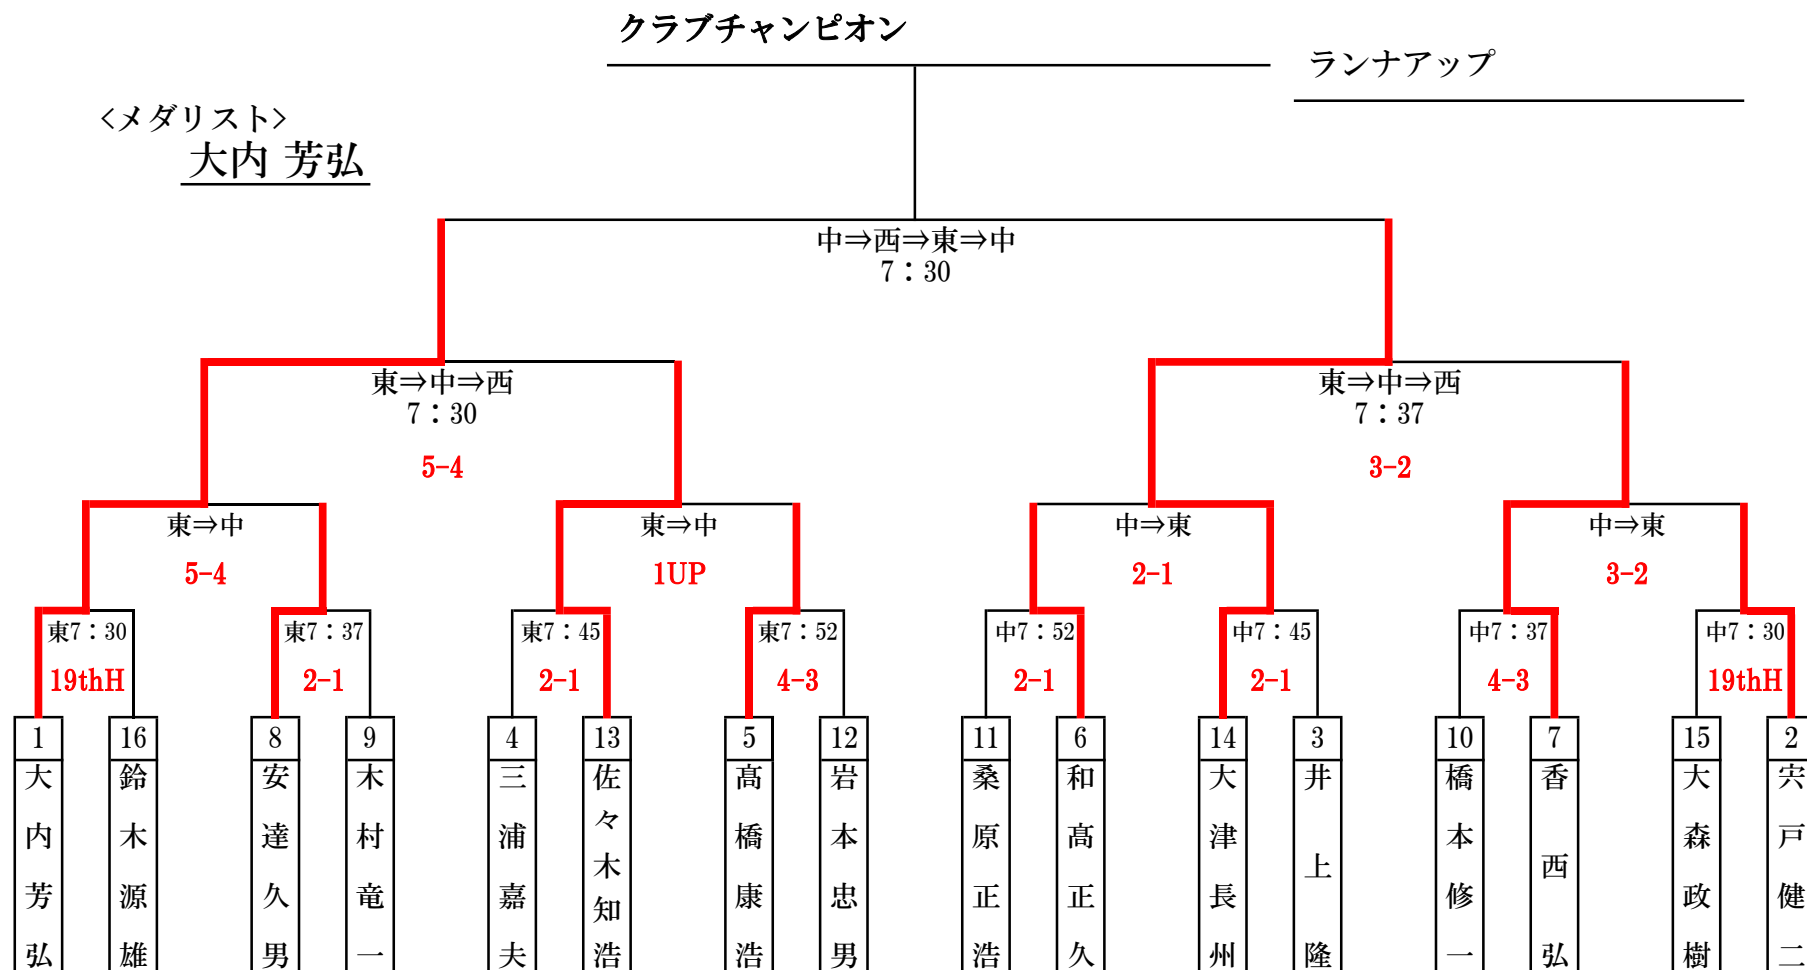 クラブチャンピオン
ランナアップ
<メダリスト>
大内 芳弘
中⇒西⇒東⇒中
7：30
東⇒中⇒西
7：30
5-4
東⇒中⇒西
7：37
3-2
東⇒中
5-4
東⇒中
1UP
中⇒東
2-1
中⇒東
3-2
東7：30
19thH
東7：37
2-1
東7：45
2-1
東7：52
4-3
中7：52
2-1
中7：45
2-1
中7：37
4-3
中7：30
19thH
1
大内芳弘
16
鈴木源雄
8
安達久男
9
木村竜一
4
三浦嘉夫
13
佐々木知浩
5
髙橋康浩
12
岩本忠男
11
桑原正浩
6
和髙正久
14
大津長州
3
井上隆
10
橋本修一
7
香西弘
15
大森政樹
2
宍戸健二